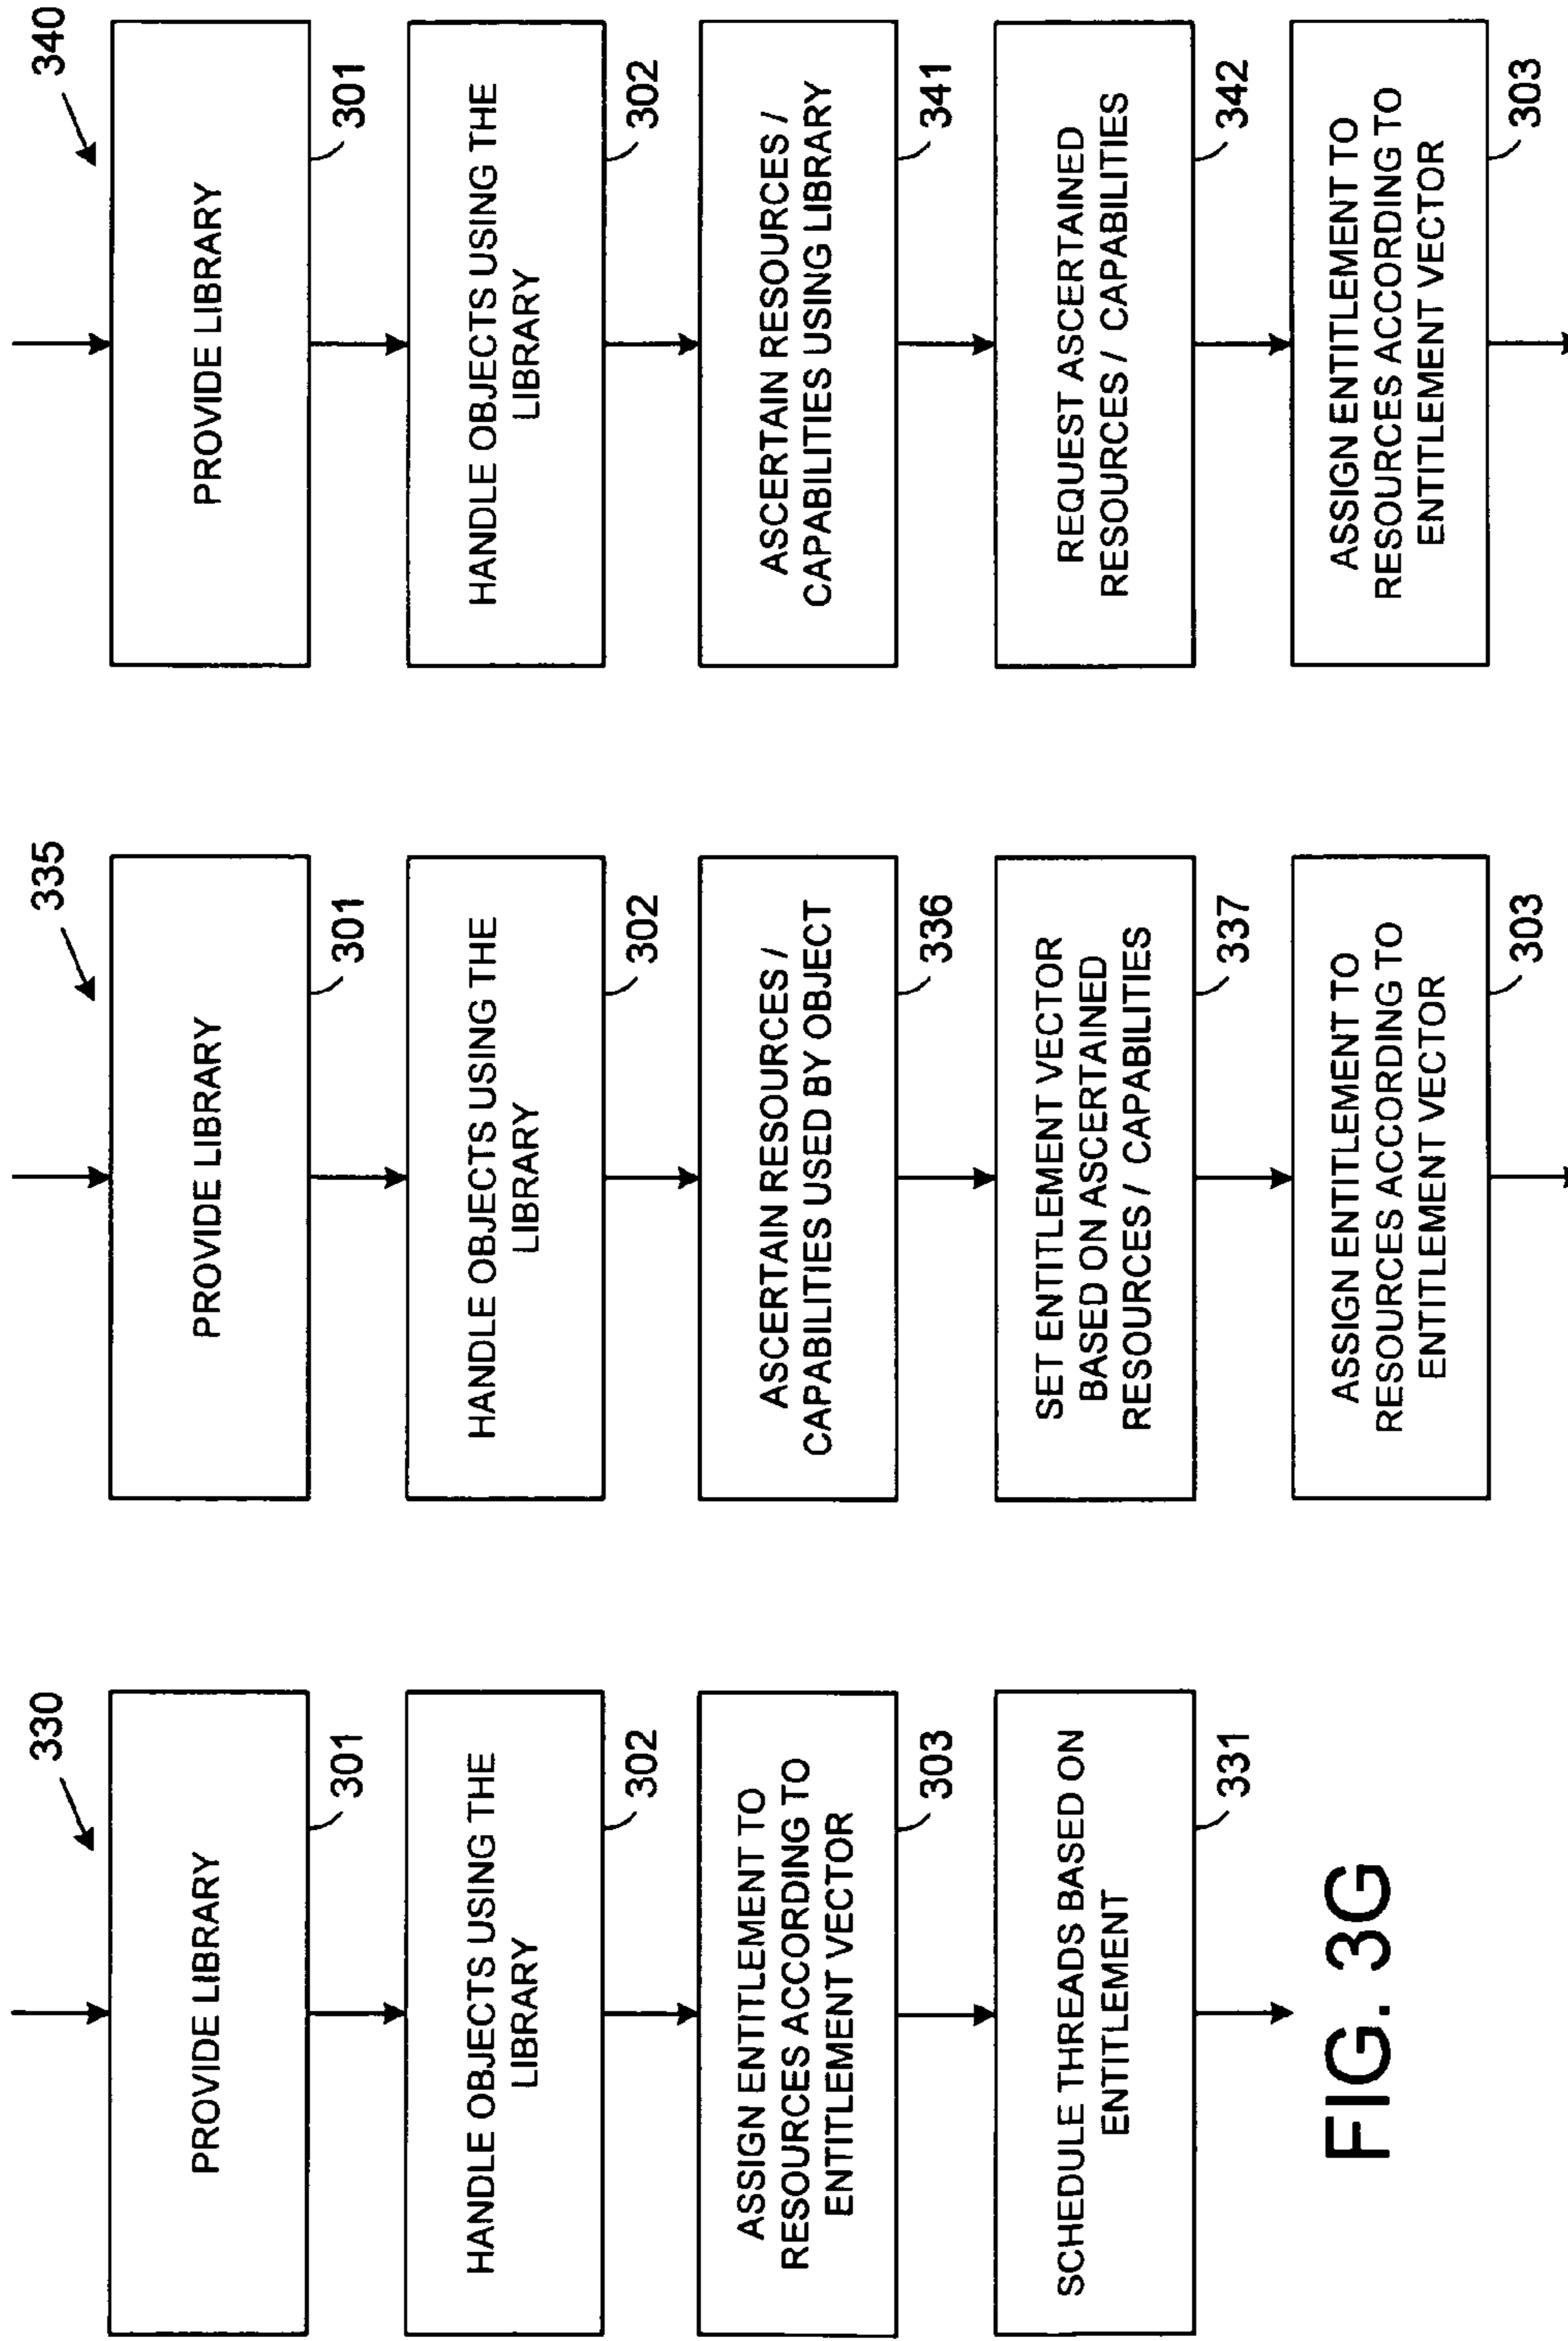 330
PROVIDE LIBRARY
301
HANDLE OBJECTS USING THE
LIBRARY
302
ASSIGN ENTITLEMENT TO
RESOURCES ACCORDING TO
ENTITLEMENT VECTOR
303
SCHEDULE THREADS BASED ON
ENTITLEMENT
331
FIG. 3G
335
PROVIDE LIBRARY
301
HANDLE OBJECTS USING THE
LIBRARY
302
ASCERTAIN RESOURCES /
CAPABILITIES USED BY OBJECT
336
SET ENTITLEMENT VECTOR
BASED ON ASCERTAINED
RESOURCES / CAPABILITIES
337
ASSIGN ENTITLEMENT TO
RESOURCES ACCORDING TO
ENTITLEMENT VECTOR
303
340
PROVIDE LIBRARY
301
HANDLE OBJECTS USING THE
LIBRARY
302
ASCERTAIN RESOURCES /
CAPABILITIES USING LIBRARY
341
REQUEST ASCERTAINED
RESOURCES / CAPABILITIES
342
ASSIGN ENTITLEMENT TO
RESOURCES ACCORDING TO
ENTITLEMENT VECTOR
303